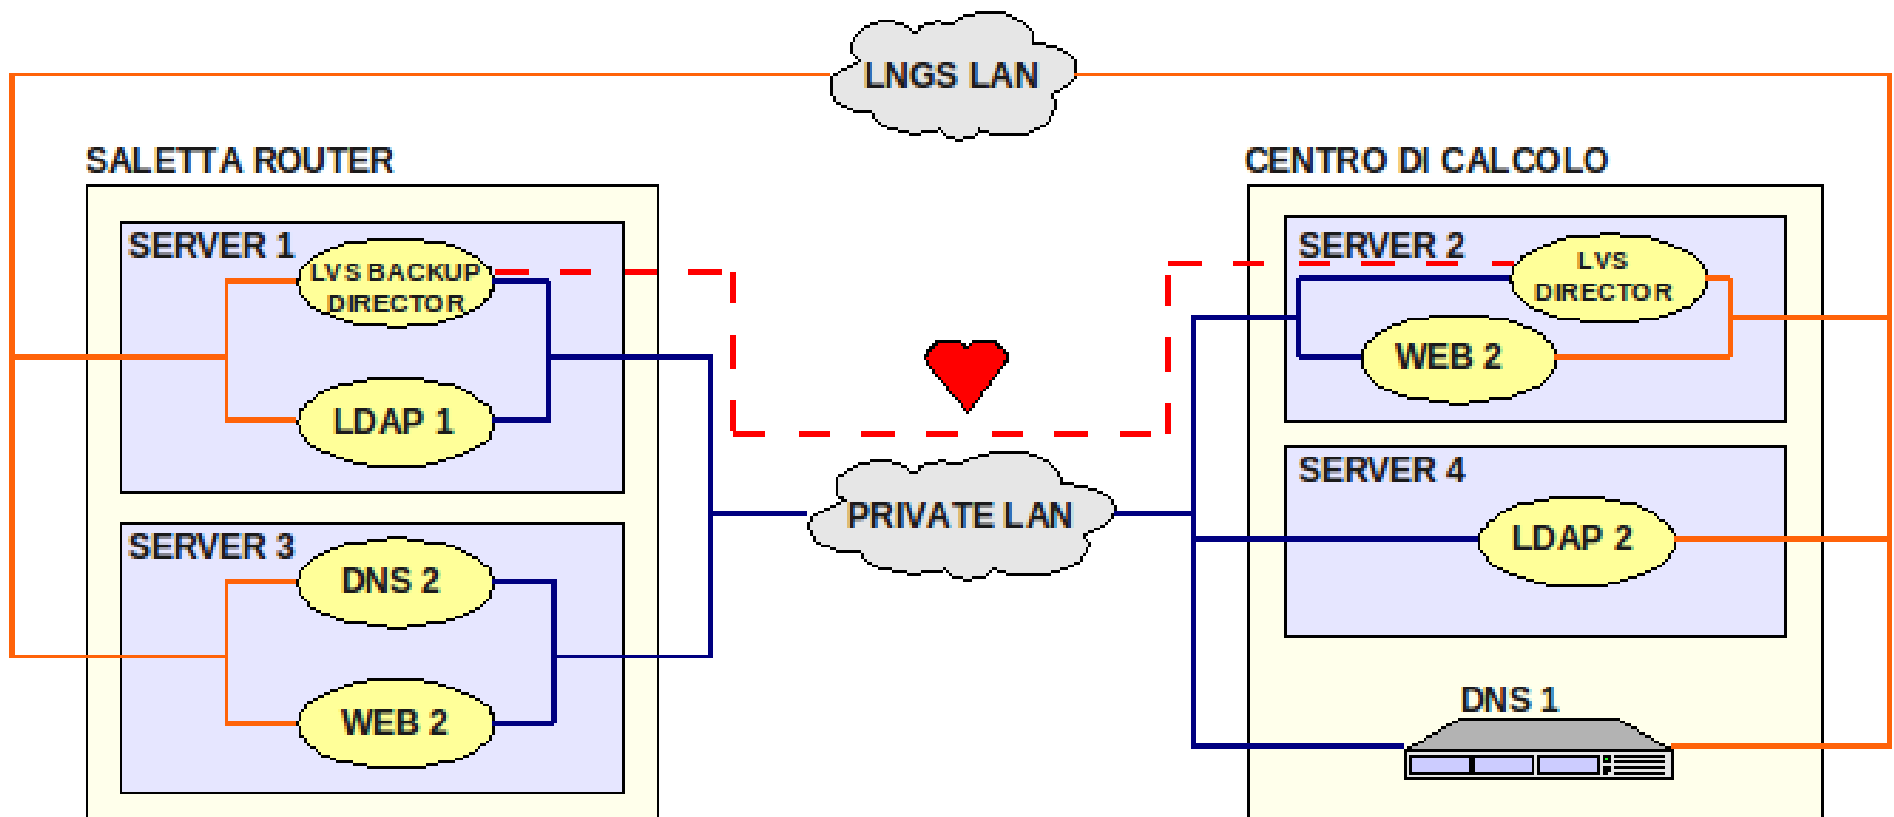 LNGS LAN
SALETTA ROUTER
SERVER 1
LVS BACKUP
DIRECTOR
LDAP 1
SERVER 3
DNS 2
WEB 2
PRIVATE LAN
CENTRO DI CALCOLO
SERVER 2
LVS
DIRECTOR
WEB 2
SERVER 4
LDAP 2
DNS 1